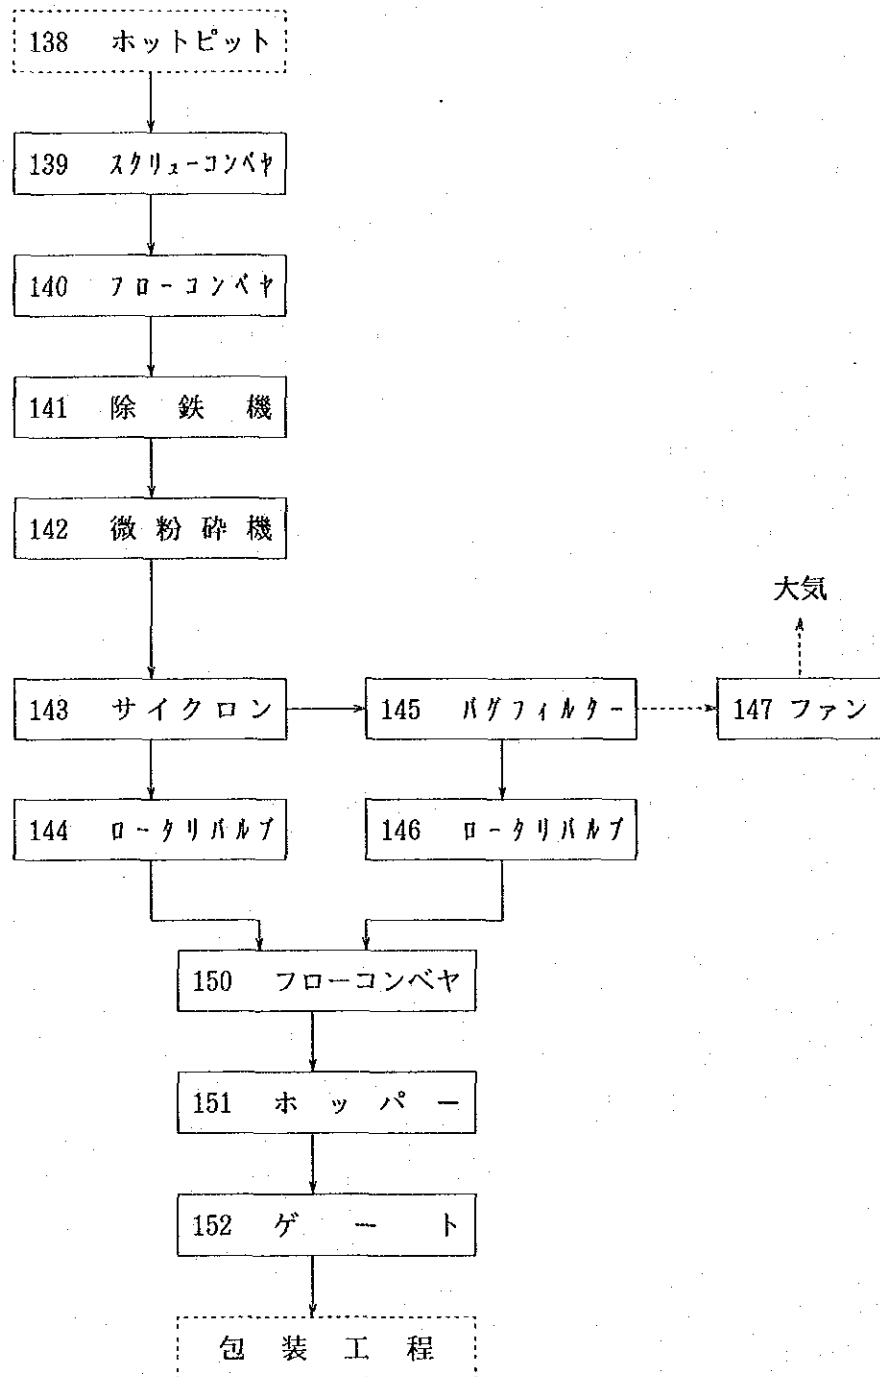 138 ホットピット
139 スクリューコンベヤ
140 フローコンベヤ
141 除鉄機
142 微粉砕機
大気
143 サイクロン
145 バグフィルター
147 ファン
144 ロータリバルブ
146 ロータリバルブ
150 フローコンベヤ
151 ホッパー
152 ゲート
包装工程